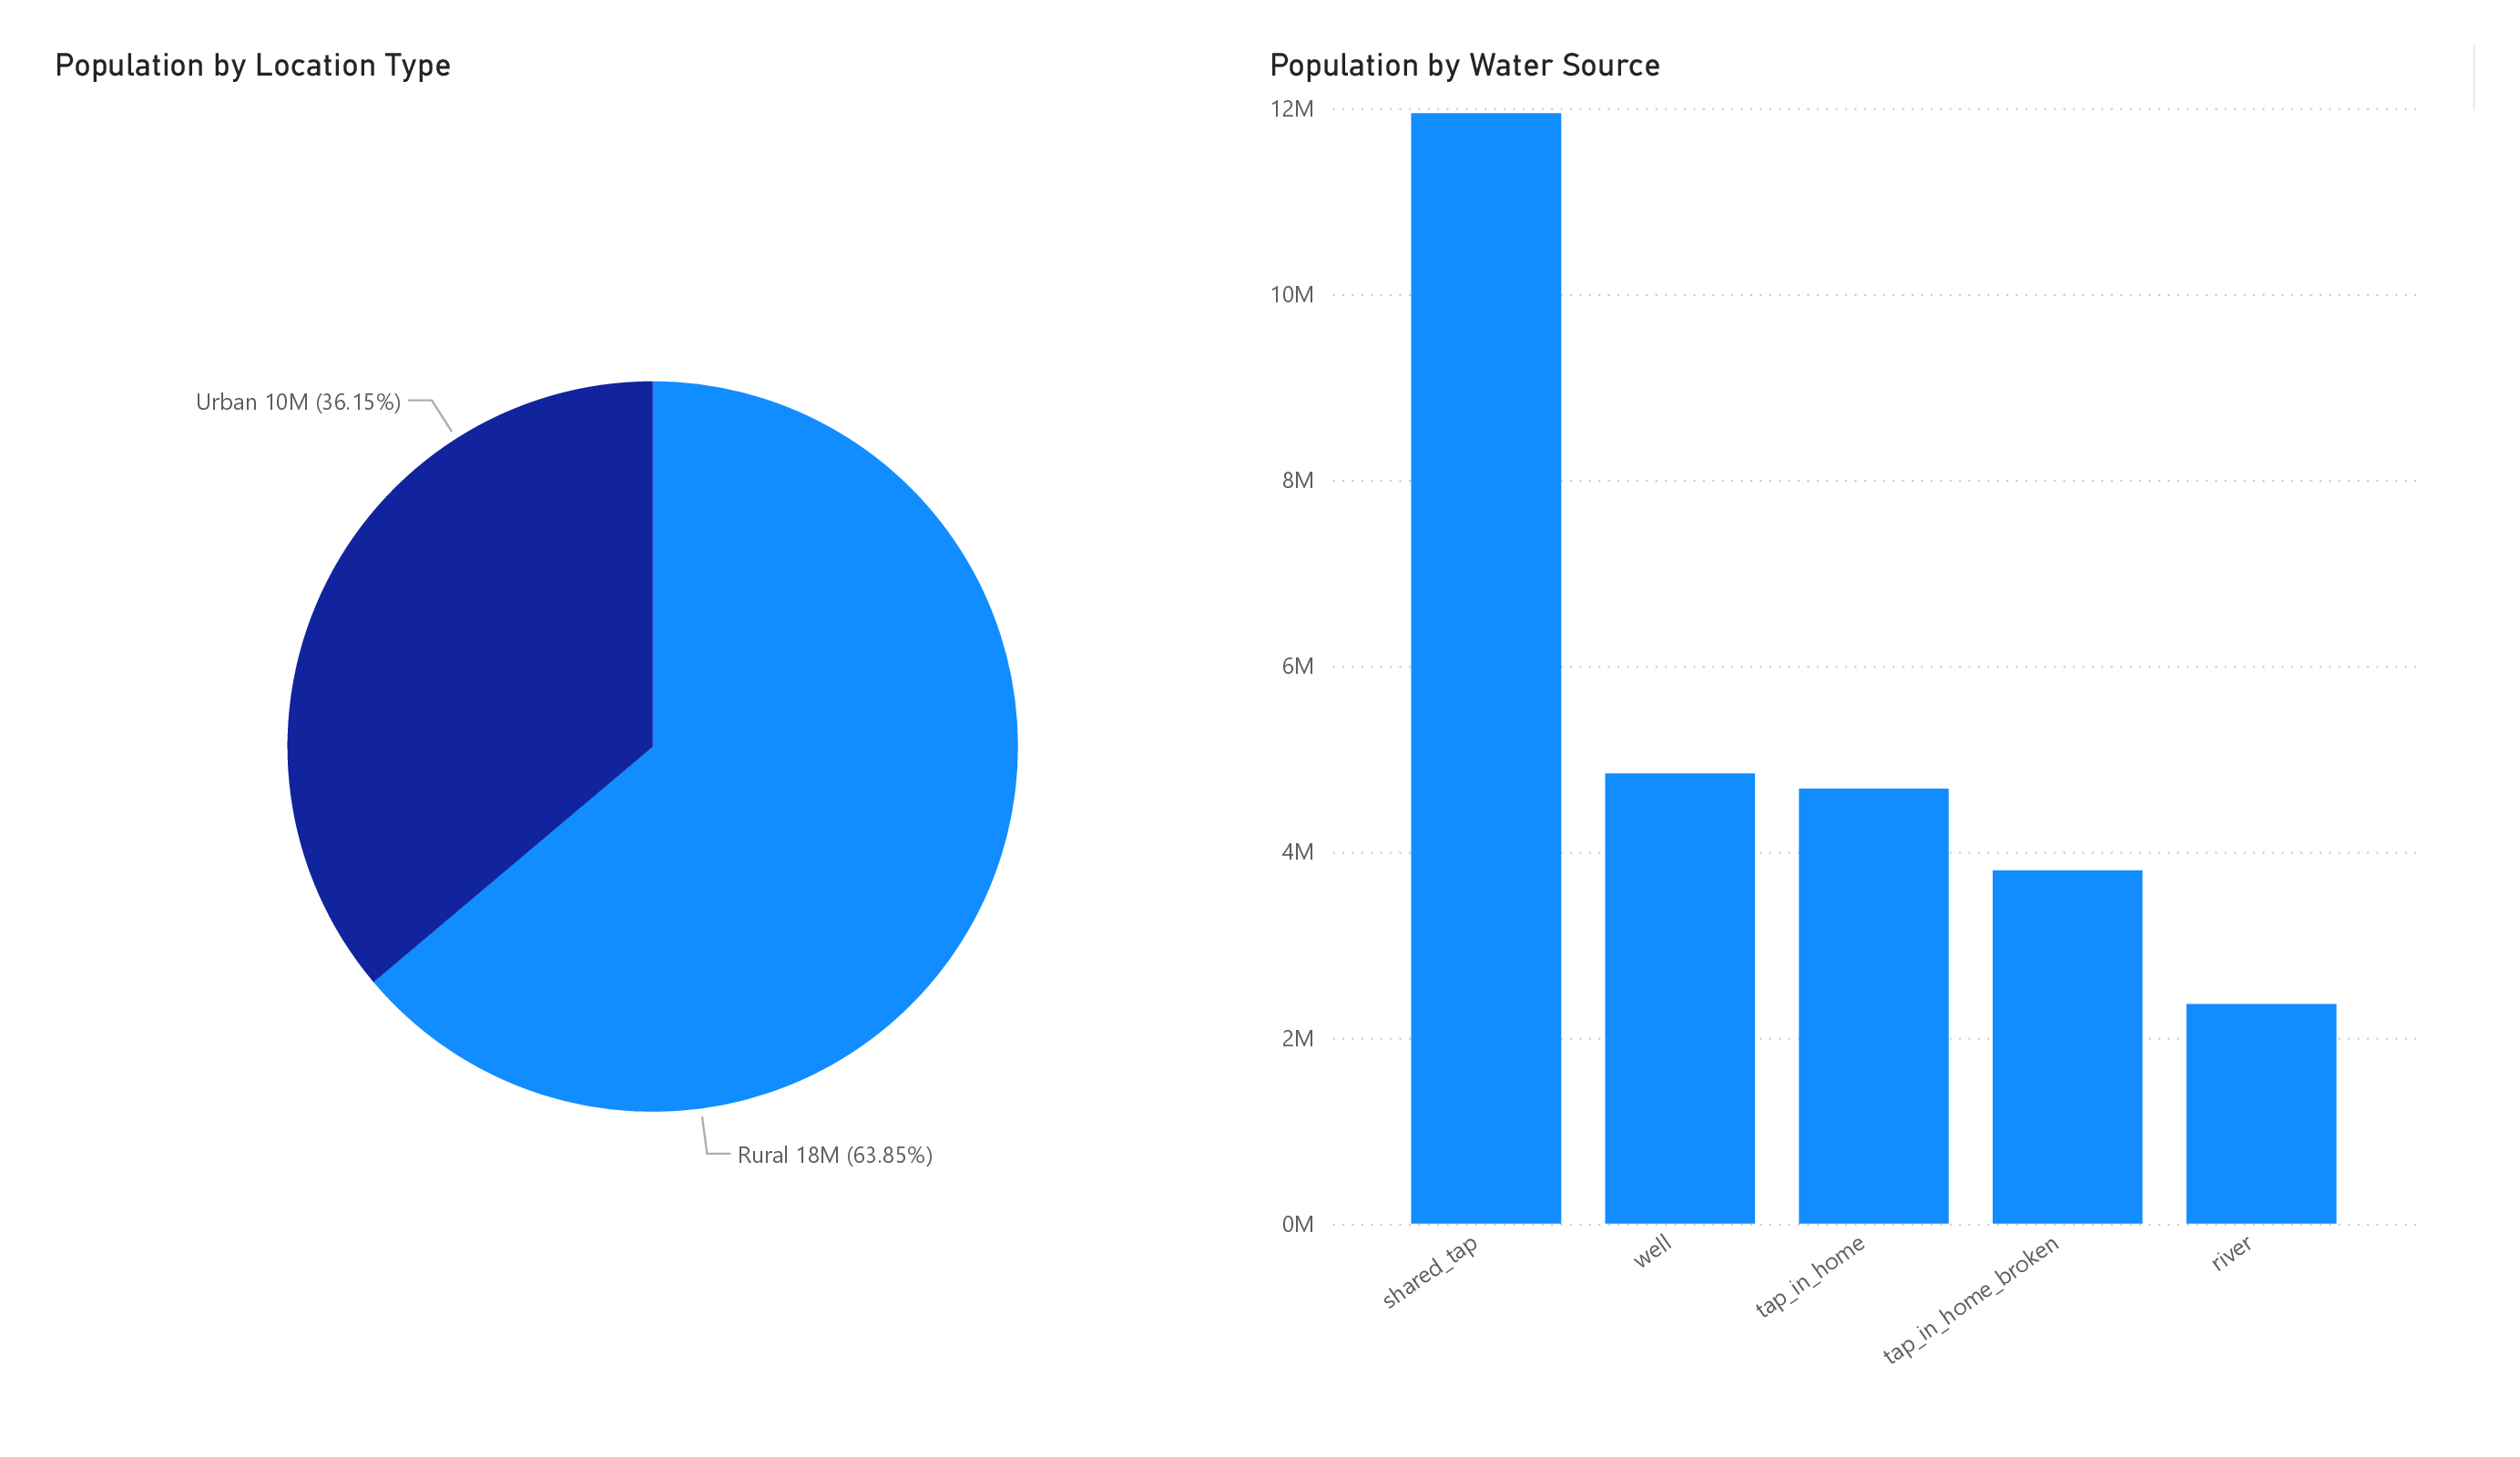 Population by Location Type
Urban 10M (36.15%)
Rural 18M (63.85%)
Population by Water Source
12M
10M
8M
6M
4M
2M
0M
shared_tap
well
tap_in_home
tap_in_home_broken
river